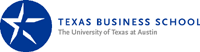 TEXAS BUSINESS SCHOOL
The University of Texas at Austin